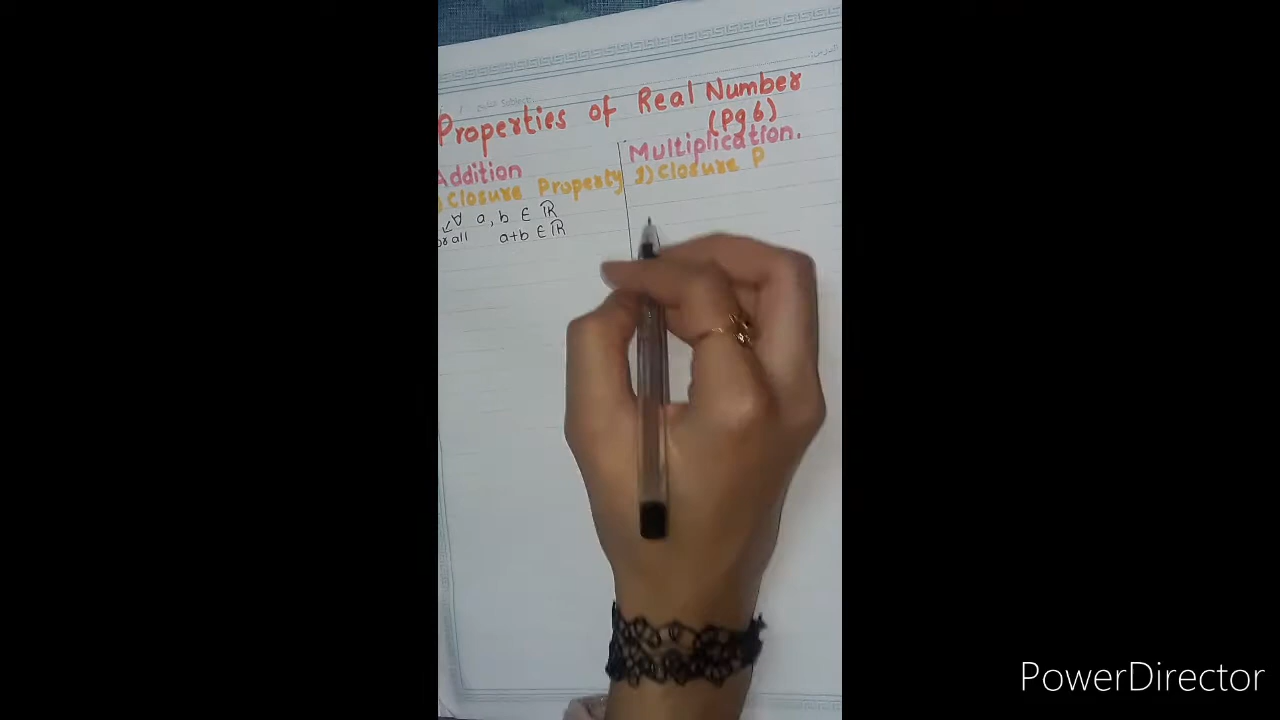 Properties of Real Number
(Pg 6)
Addition
Multiplication.
Closure Property
1) Closure P
∀ a, b ∈ ℝ
a+b ∈ ℝ
PowerDirector